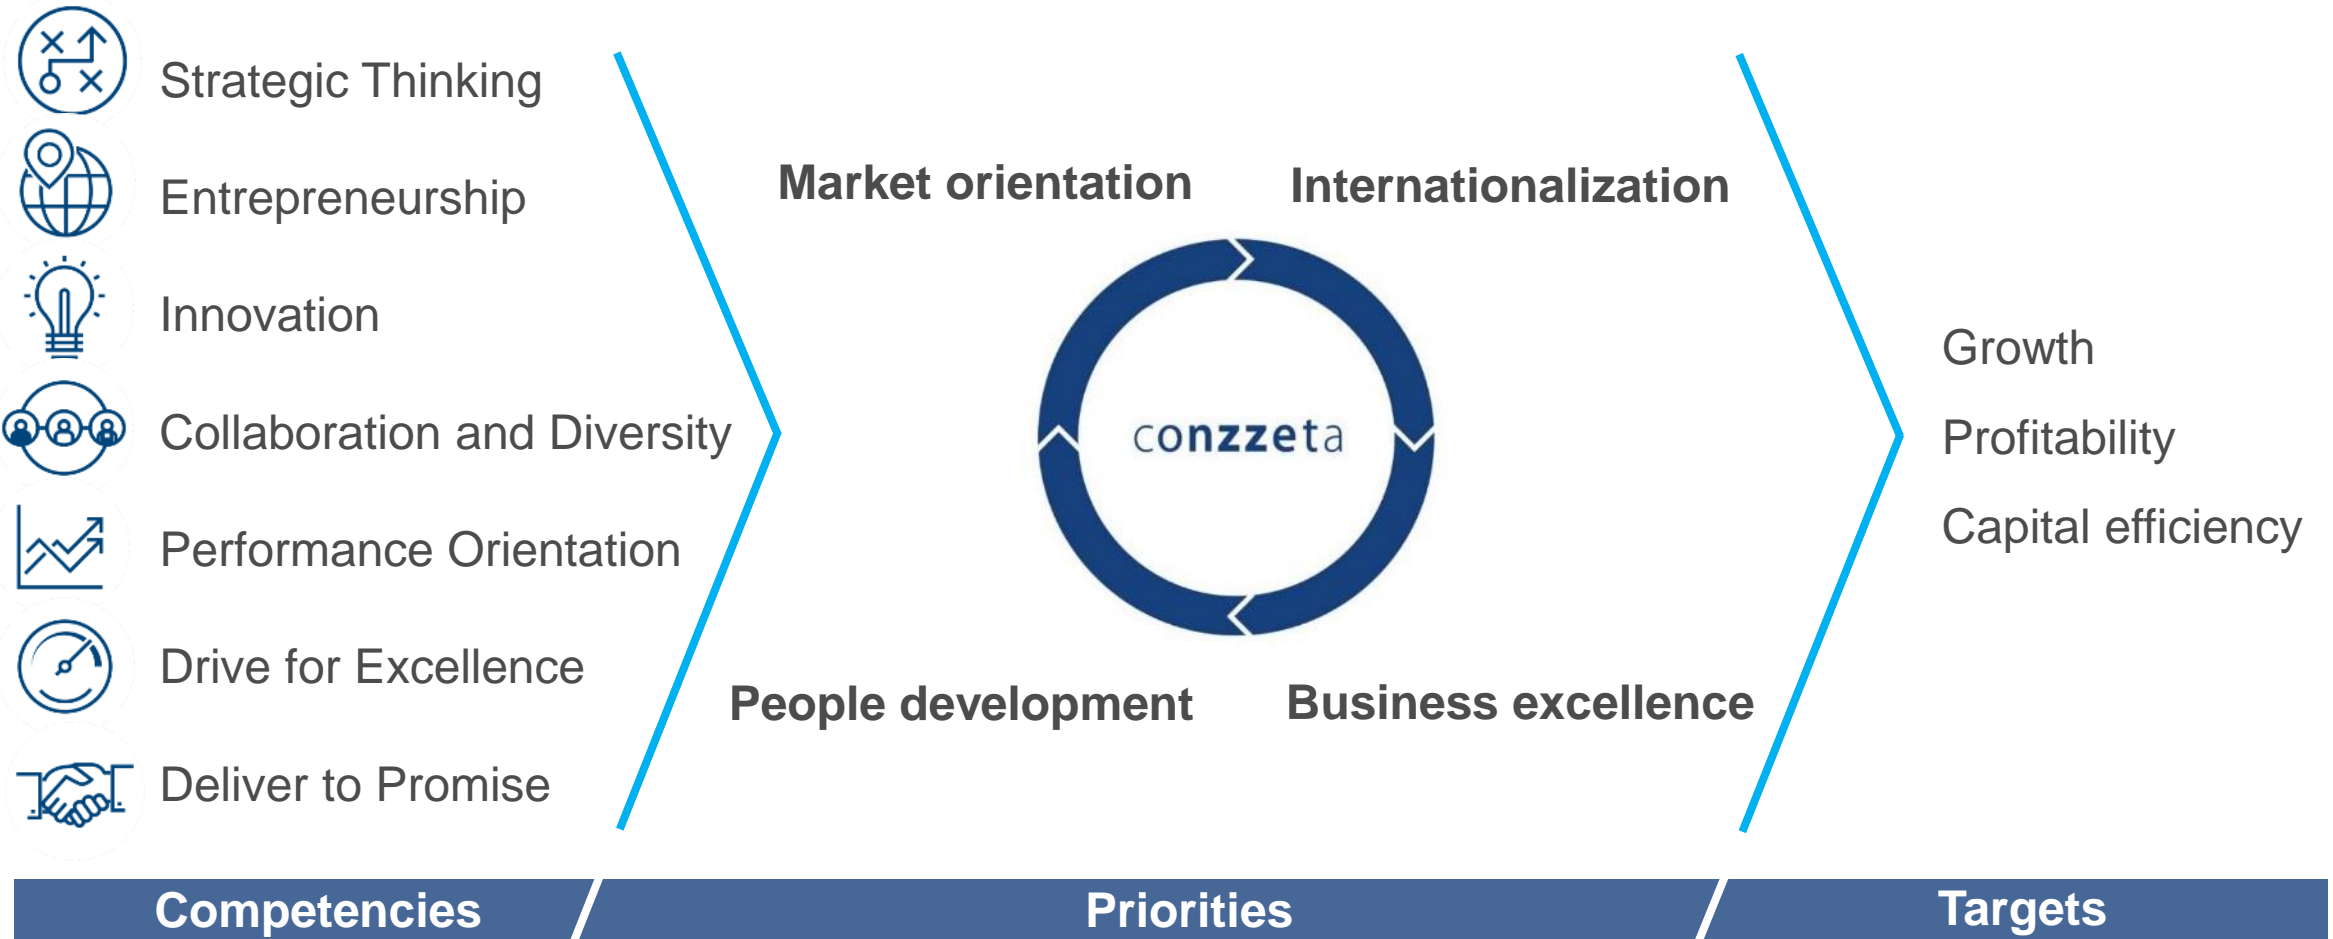 Strategic Thinking
Entrepreneurship
Innovation
Collaboration and Diversity
Performance Orientation
Drive for Excellence
Deliver to Promise
Market orientation
Internationalization
conzzeta
People development
Business excellence
Growth
Profitability
Capital efficiency
Competencies
Priorities
Targets